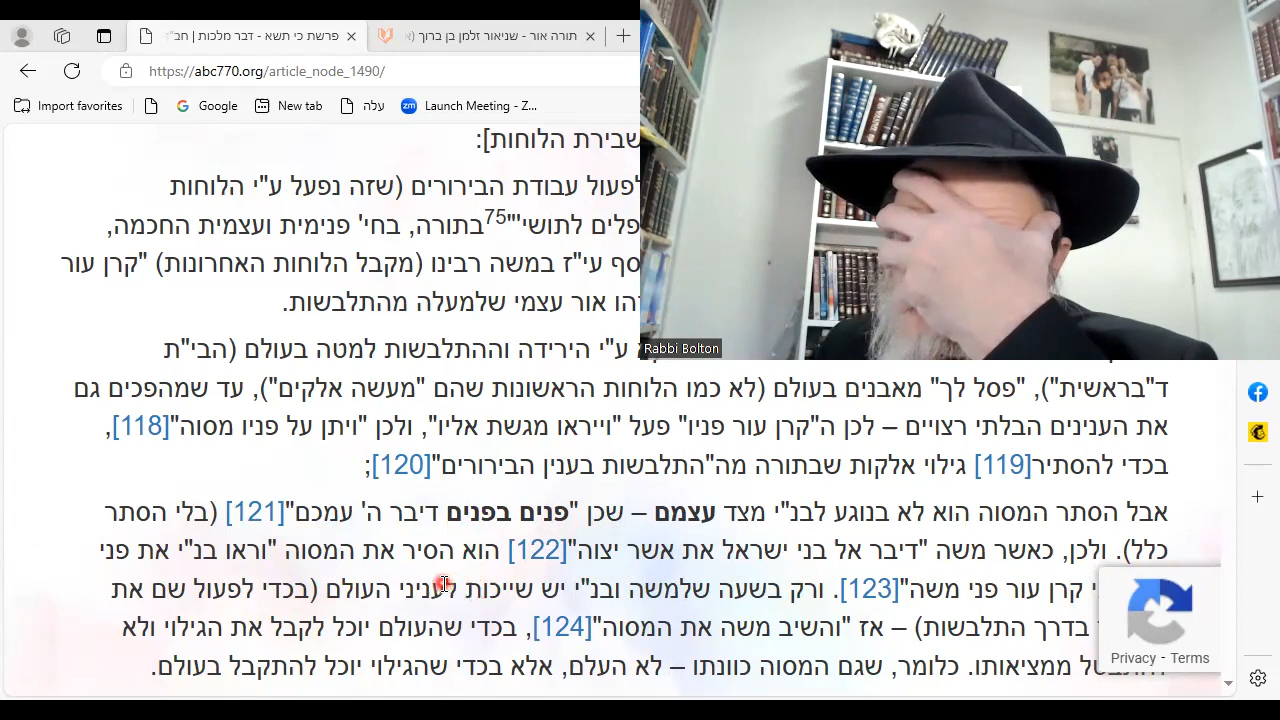 פרשת כי תשא - דבר מלכות | חב"
תורה אור - שניאור זלמן בן ברוך (א
https://abc770.org/article_node_1490/
Import favorites
Google
New tab
עלה
Launch Meeting - Z...
שבירת הלוחות]:
לפעול עבודת הבירורים (שזה נפעל ע"י הלוחות
פלים לתושי'"75בתורה, בחי' פנימית ועצמית החכמה,
סף עי"ז במשה רבינו (מקבל הלוחות האחרונות) "קרן עור
הו אור עצמי שלמעלה מהתלבשות.
ע"י הירידה וההתלבשות למטה בעולם (הבי"ת
ד"בראשית"), "פסל לך" מאבנים בעולם (לא כמו הלוחות הראשונות שהם "מעשה אלקים"), עד שמהפכים גם
את הענינים הבלתי רצויים – לכן ה"קרן עור פניו" פעל "וייראו מגשת אליו", ולכן "ויתן על פניו מסוה"[118],
בכדי להסתיר[119] גילוי אלקות שבתורה מה"התלבשות בענין הבירורים"[120];
אבל הסתר המסוה הוא לא בנוגע לבנ"י מצד עצמם – שכן "פנים בפנים דיבר ה' עמכם"[121] (בלי הסתר
כלל). ולכן, כאשר משה "דיבר אל בני ישראל את אשר יצוה"[122] הוא הסיר את המסוה "וראו בנ"י את פני
קרן עור פני משה"[123]. ורק בשעה שלמשה ובנ"י יש שייכות לעניני העולם (בכדי לפעול שם את
בדרך התלבשות) – אז "והשיב משה את המסוה"[124], בכדי שהעולם יוכל לקבל את הגילוי ולא
ממציאותו. כלומר, שגם המסוה כוונתו – לא העלם, אלא בכדי שהגילוי יוכל להתקבל בעולם.
Rabbi Bolton
Privacy - Terms